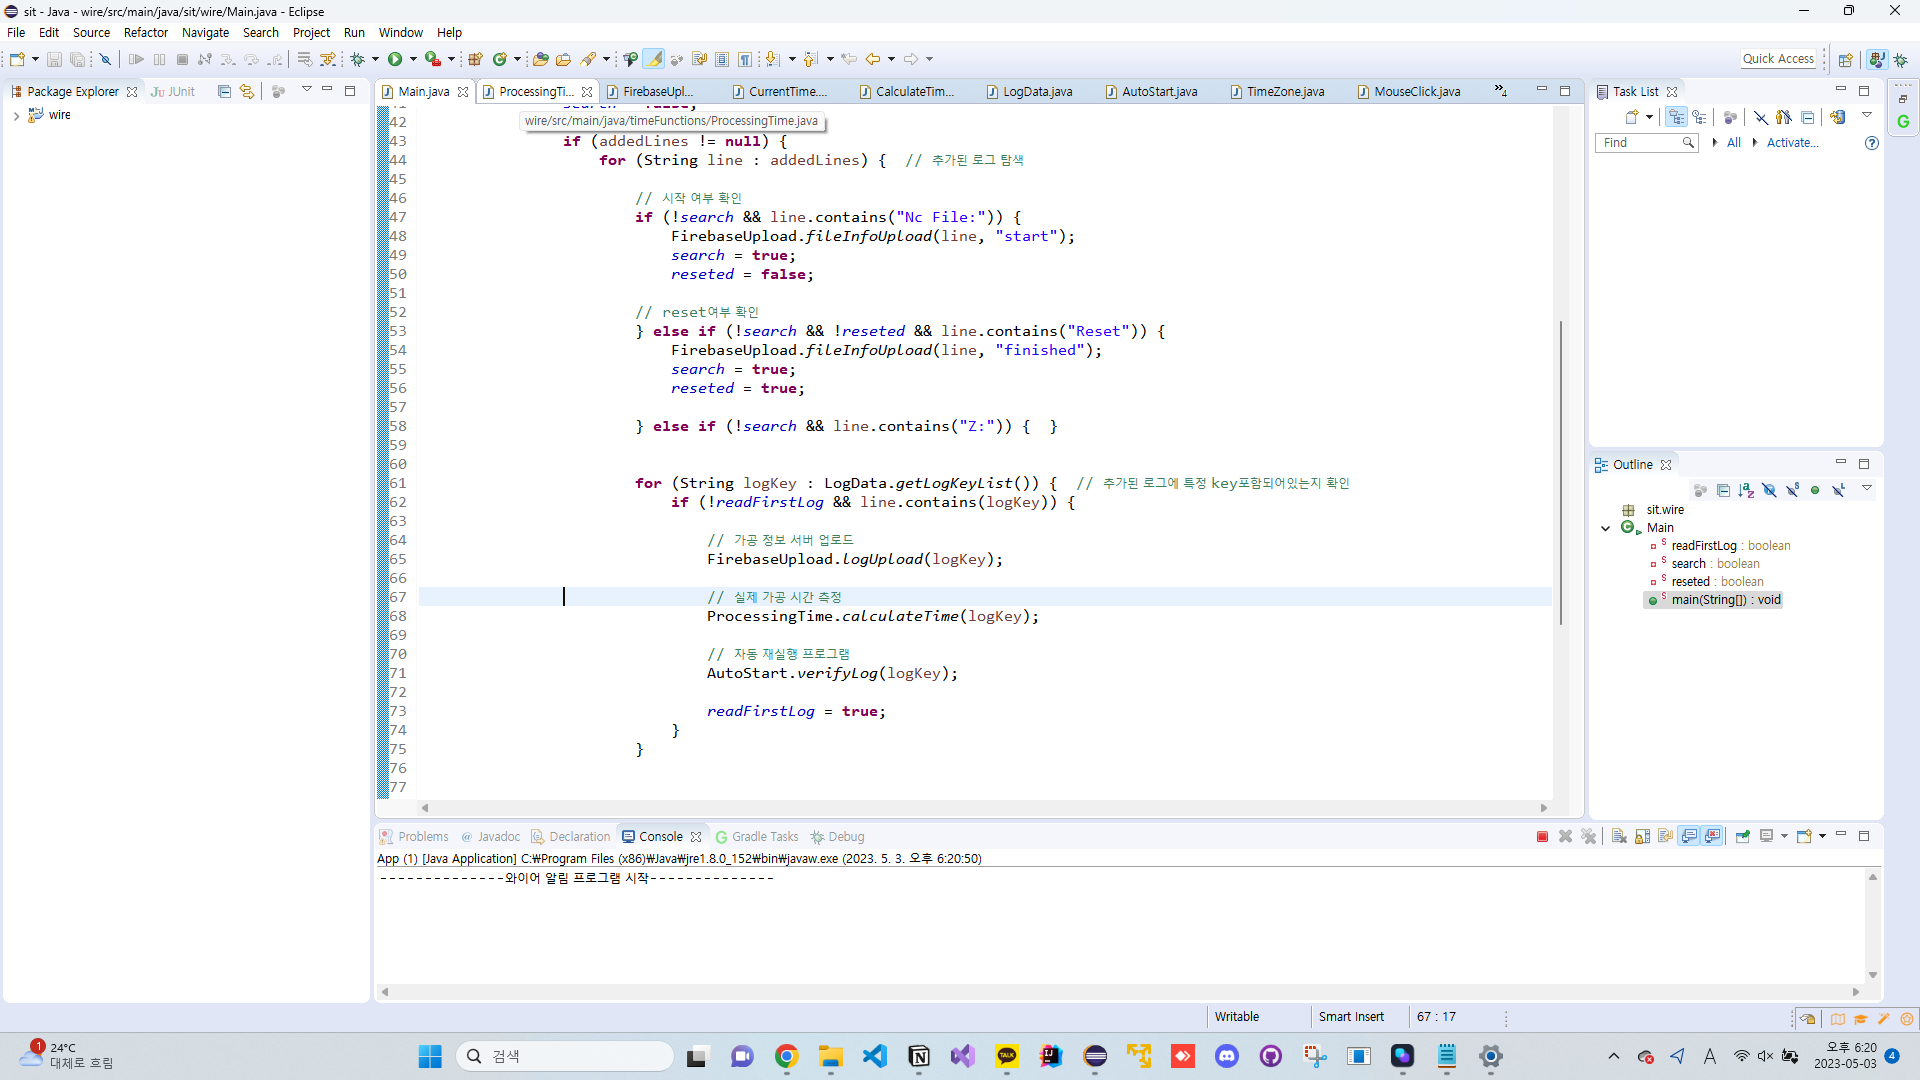 sit - Java - wire/src/main/java/sit/wire/Main.java - Eclipse
File Edit Source Refactor Navigate Search Project Run Window Help
Quick Access
Package Explorer JUnit
wire
Main.java ProcessingTi... FirebaseUpl... CurrentTime.... CalculateTim... LogData.java AutoStart.java TimeZone.java MouseClick.java 4
wire/src/main/java/timeFunctions/ProcessingTime.java
42
43 if (addedLines != null) {
44 for (String line : addedLines) { // 추가된 로그 탐색
45
46 // 시작 여부 확인
47 if (!search && line.contains("Nc File:")) {
48 FirebaseUpload.fileInfoUpload(line, "start");
49 search = true;
50 reseted = false;
51
52 // reset여부 확인
53 } else if (!search && !reseted && line.contains("Reset")) {
54 FirebaseUpload.fileInfoUpload(line, "finished");
55 search = true;
56 reseted = true;
57
58 } else if (!search && line.contains("Z:")) { }
59
60
61 for (String logKey : LogData.getLogKeyList()) { // 추가된 로그에 특정 key포함되어있는지 확인
62 if (!readFirstLog && line.contains(logKey)) {
63
64 // 가공 정보 서버 업로드
65 FirebaseUpload.logUpload(logKey);
66
67 // 실제 가공 시간 측정
68 ProcessingTime.calculateTime(logKey);
69
70 // 자동 재실행 프로그램
71 AutoStart.verifyLog(logKey);
72
73 readFirstLog = true;
74 }
75 }
76
77
Task List
Find All Activate...
Outline
sit.wire
Main
readFirstLog : boolean
search : boolean
reseted : boolean
main(String[]) : void
Problems Javadoc Declaration Console Gradle Tasks Debug
App (1) [Java Application] C:₩Program Files (x86)₩Java₩jre1.8.0_152₩bin₩javaw.exe (2023. 5. 3. 오후 6:20:50)
--------------와이어 알림 프로그램 시작--------------
Writable Smart Insert 67 : 17
1 24°C
대체로 흐림
검색
TALK
A
오후 6:20
2023-05-03
4